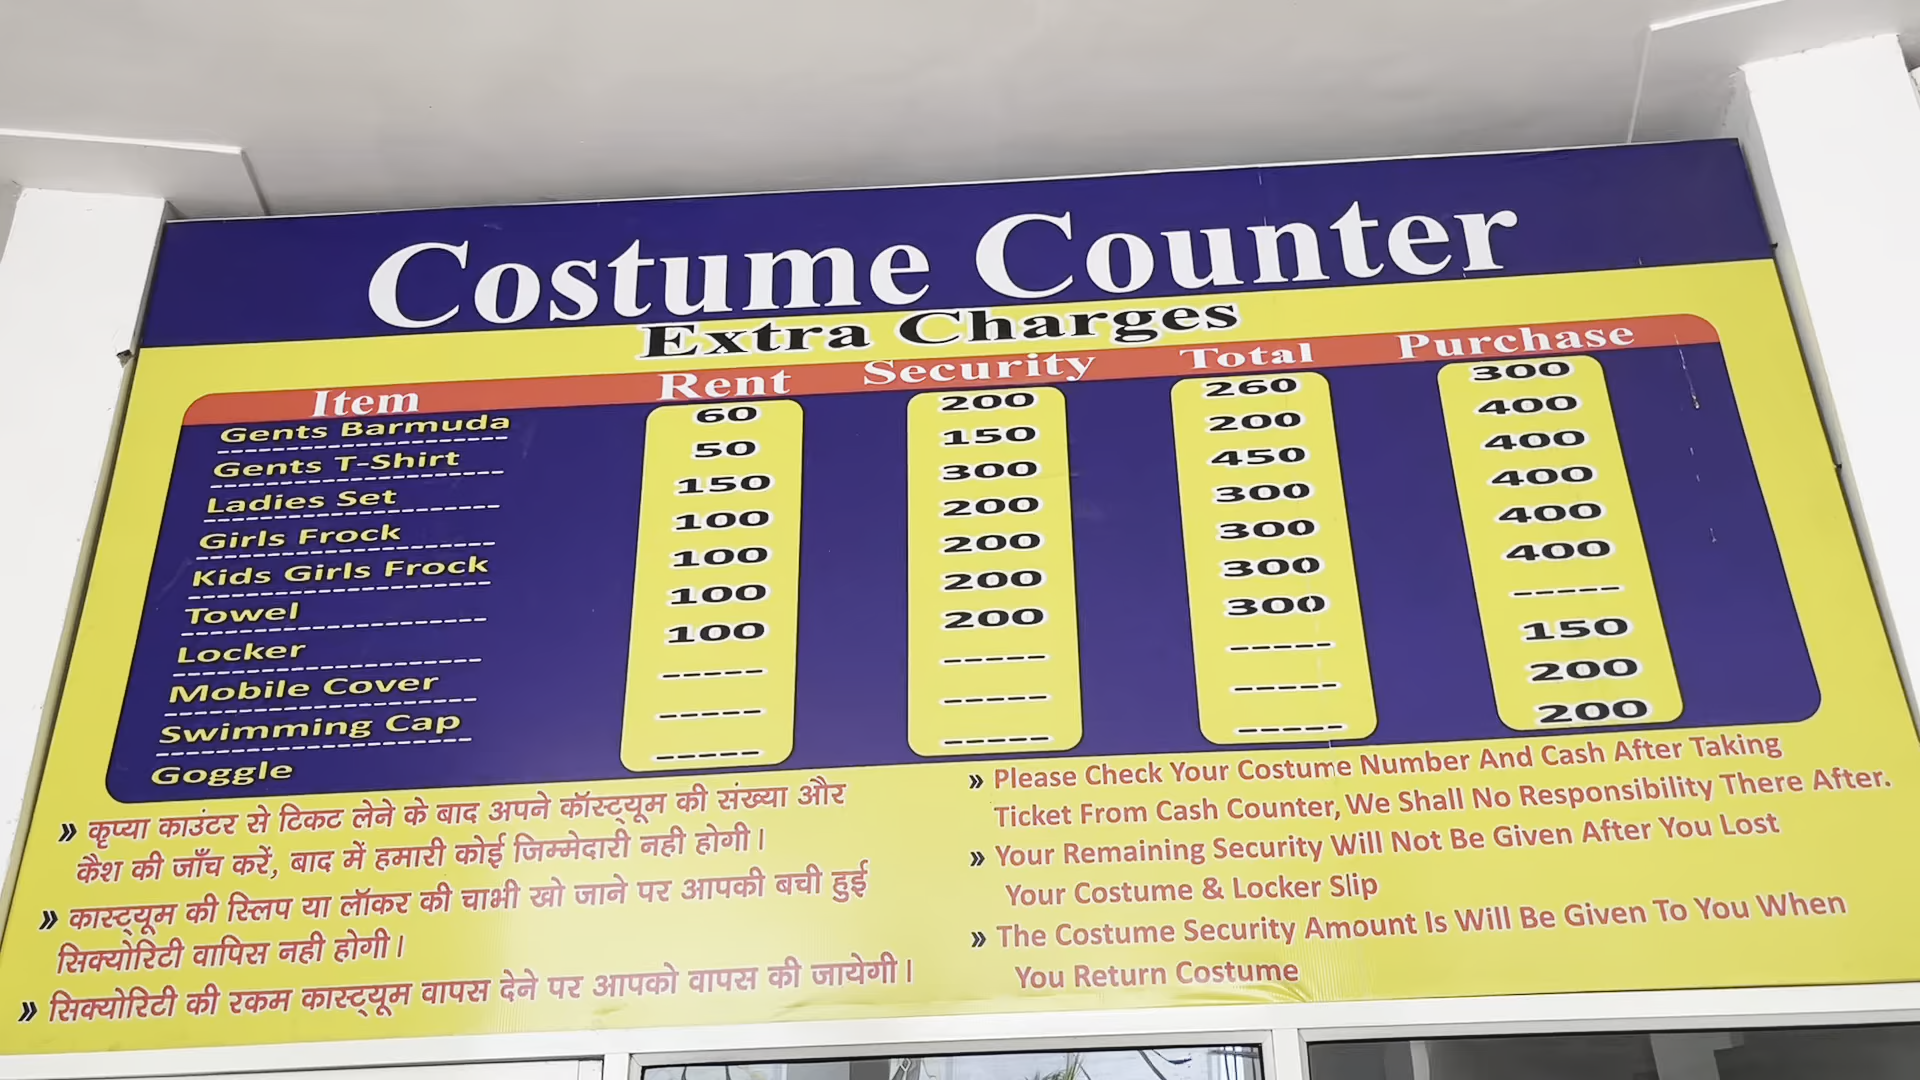 Costume Counter
Extra Charges
Item Rent Security Total Purchase
Gents Barmuda 60 200 260 300
Gents T-Shirt 50 150 200 400
Ladies Set 150 300 450 400
Girls Frock 100 200 300 400
Kids Girls Frock 100 200 300 400
Towel 100 200 300 400
Locker 100 200 300 -----
Mobile Cover ----- ----- ----- 150
Swimming Cap ----- ----- ----- 200
Goggle ----- ----- ----- 200
» कृप्या काउंटर से टिकट लेने के बाद अपने कॉस्ट्यूम की संख्या और
कैश की जाँच करें, बाद में हमारी कोई जिम्मेदारी नही होगी।
» कास्ट्यूम की स्लिप या लॉकर की चाभी खो जाने पर आपकी बची हुई
सिक्योरिटी वापिस नही होगी।
» सिक्योरिटी की रकम कास्ट्यूम वापस देने पर आपको वापस की जायेगी।
» Please Check Your Costume Number And Cash After Taking
Ticket From Cash Counter, We Shall No Responsibility There After.
» Your Remaining Security Will Not Be Given After You Lost
Your Costume & Locker Slip
» The Costume Security Amount Is Will Be Given To You When
You Return Costume